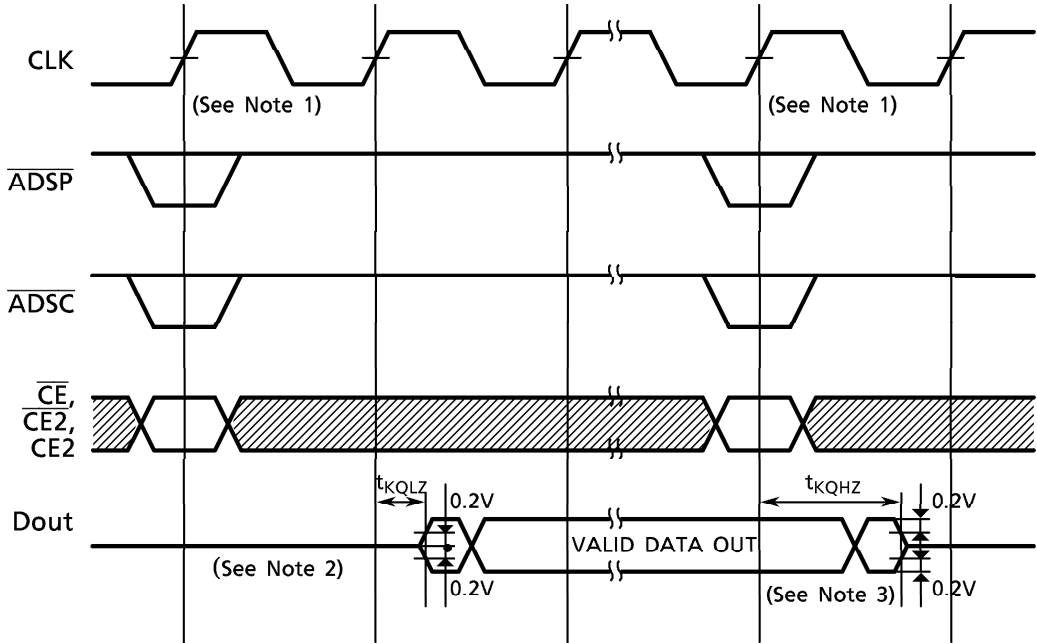 CLK
(See Note 1)
(See Note 1)
ADSP
ADSC
CE,
CE2,
CE2
tKQLZ
0.2V
tKQHZ
0.2V
Dout
VALID DATA OUT
(See Note 2)
0.2V
(See Note 3)
0.2V